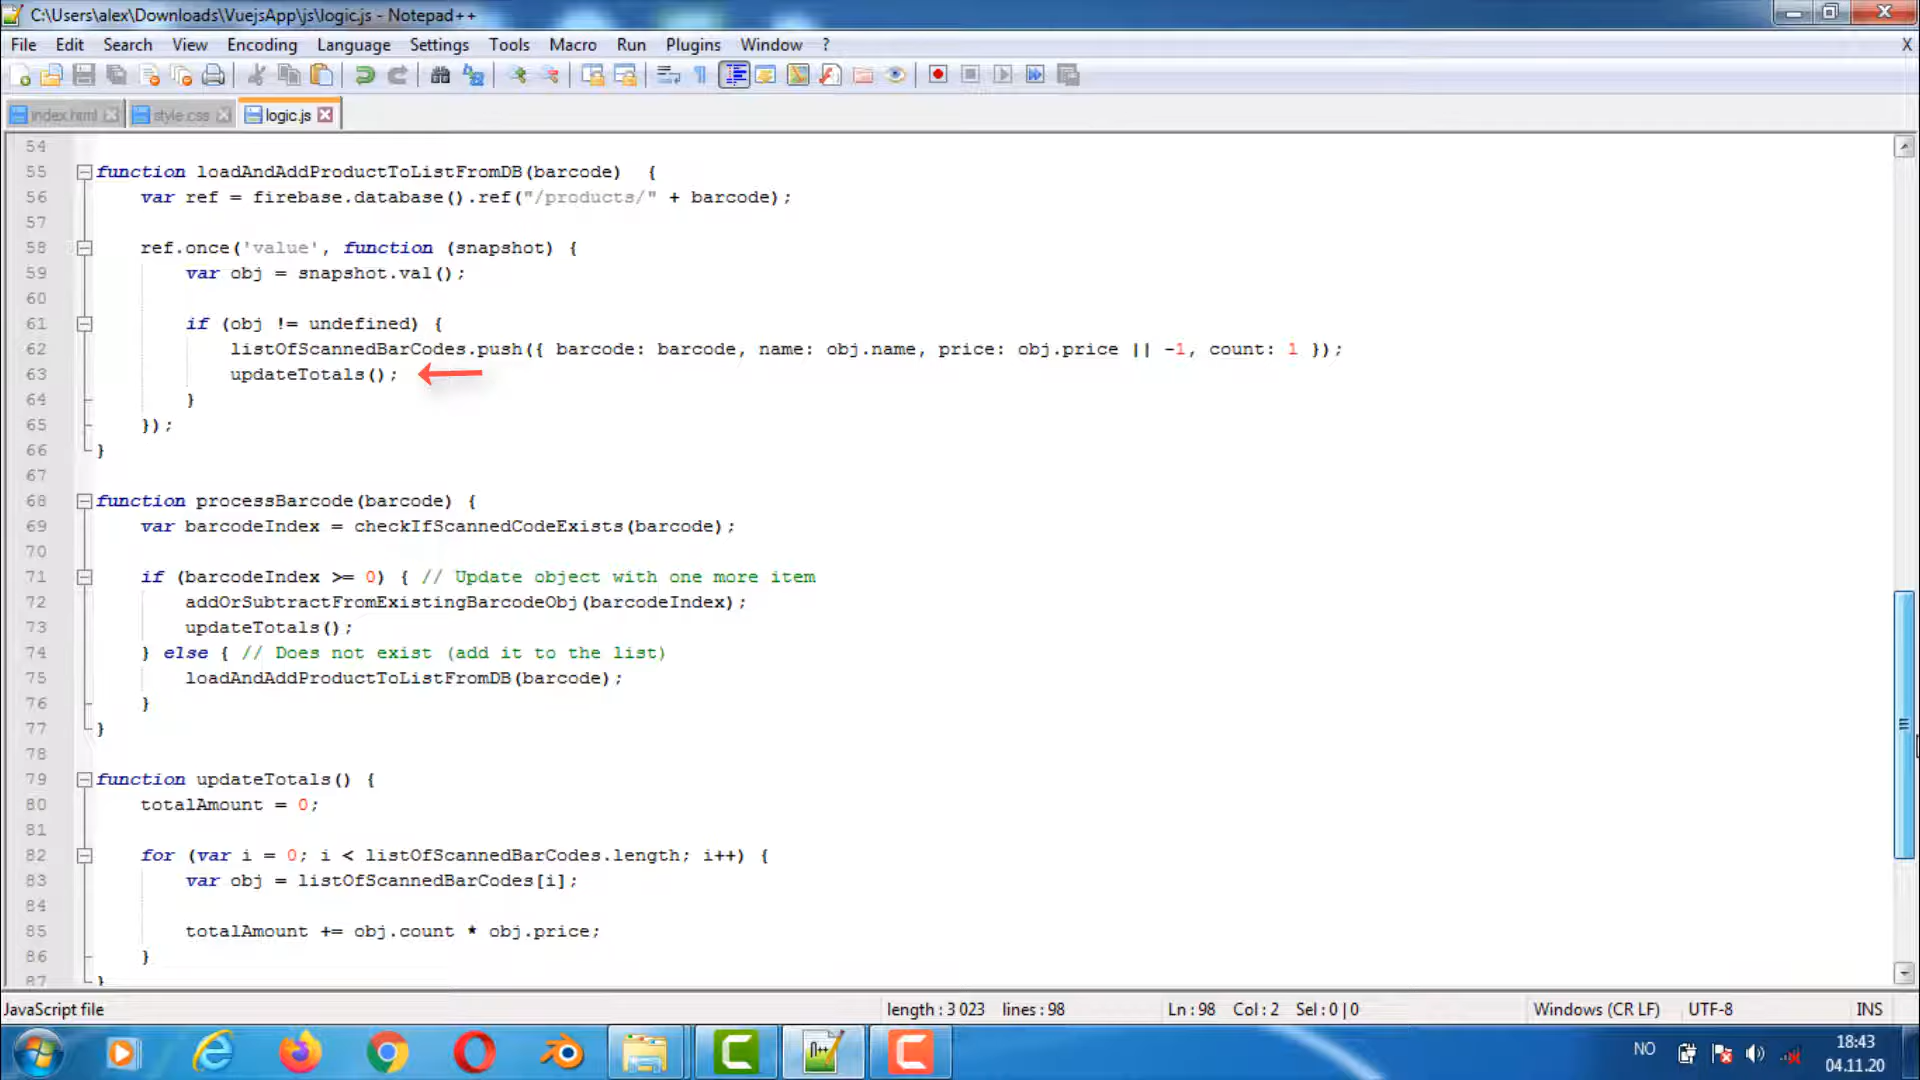 C:\Users\alex\Downloads\VuejsApp\js\logic.js - Notepad++
File Edit Search View Encoding Language Settings Tools Macro Run Plugins Window ? X
index.html style.css logic.js
54
55 function loadAndAddProductToListFromDB(barcode) {
56 var ref = firebase.database().ref("/products/" + barcode);
57
58 ref.once('value', function (snapshot) {
59 var obj = snapshot.val();
60
61 if (obj != undefined) {
62 listOfScannedBarCodes.push({ barcode: barcode, name: obj.name, price: obj.price || -1, count: 1 });
63 updateTotals();
64 }
65 });
66 }
67
68 function processBarcode(barcode) {
69 var barcodeIndex = checkIfScannedCodeExists(barcode);
70
71 if (barcodeIndex >= 0) { // Update object with one more item
72 addOrSubtractFromExistingBarcodeObj(barcodeIndex);
73 updateTotals();
74 } else { // Does not exist (add it to the list)
75 loadAndAddProductToListFromDB(barcode);
76 }
77 }
78
79 function updateTotals() {
80 totalAmount = 0;
81
82 for (var i = 0; i < listOfScannedBarCodes.length; i++) {
83 var obj = listOfScannedBarCodes[i];
84
85 totalAmount += obj.count * obj.price;
86 }
87 }
JavaScript file length : 3 023 lines : 98 Ln : 98 Col : 2 Sel : 0 | 0 Windows (CR LF) UTF-8 INS
NO 18:43
04.11.20